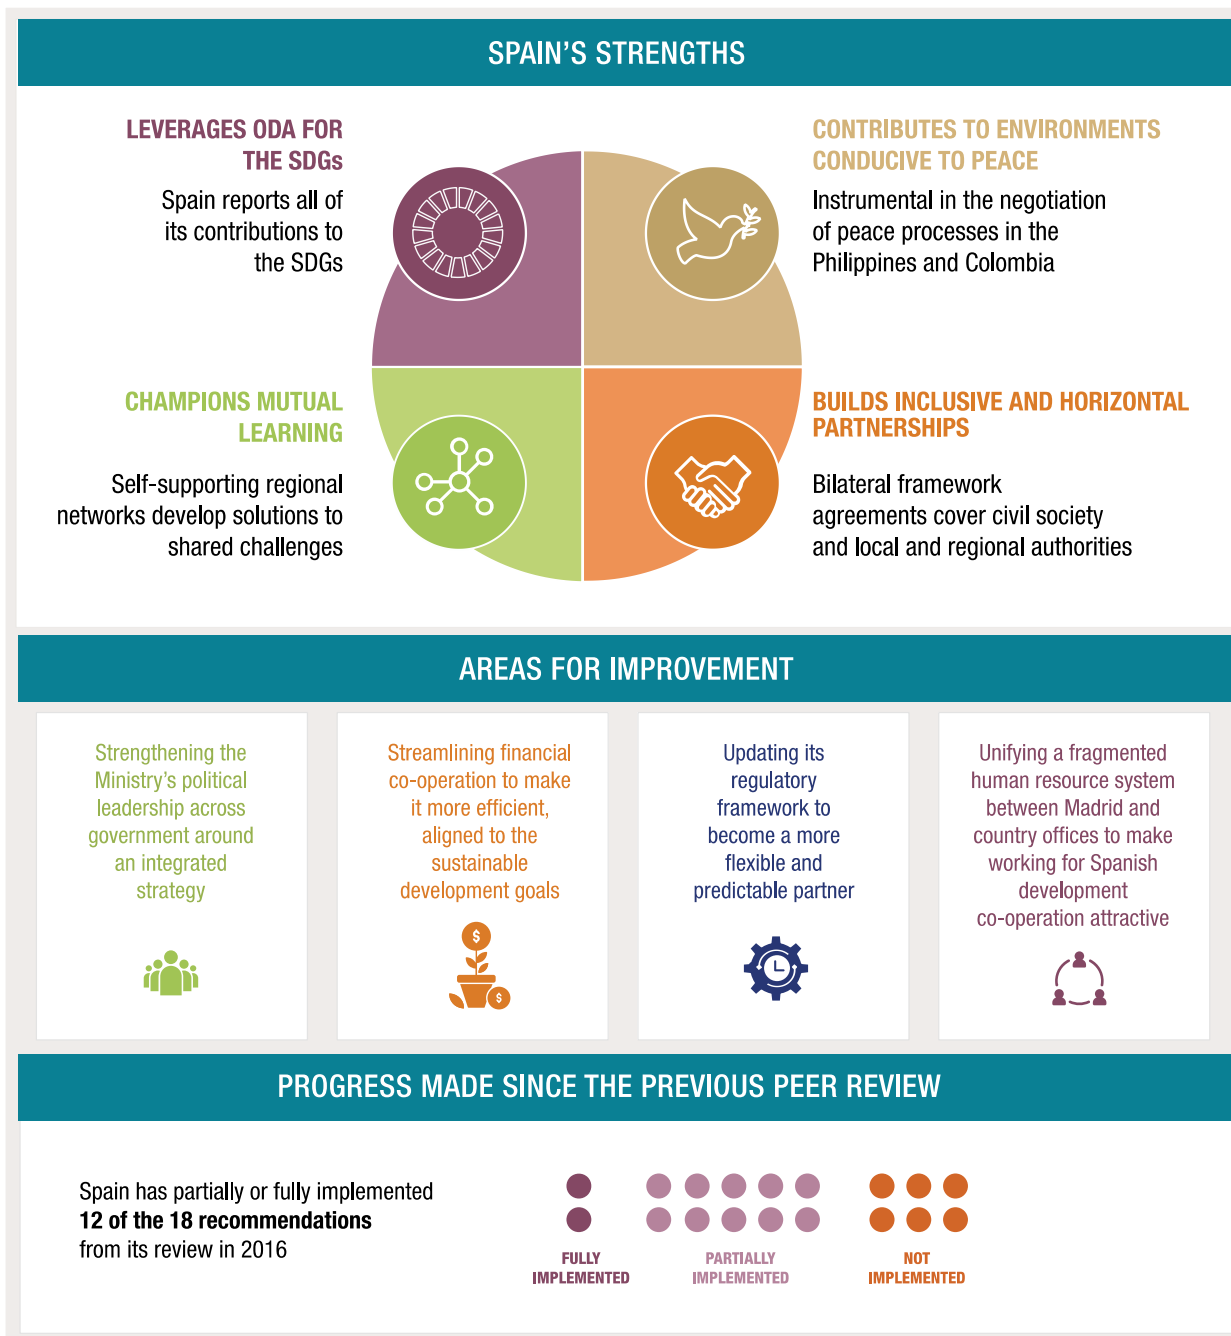 SPAIN'S STRENGTHS
LEVERAGES ODA FOR
THE SDGs
Spain reports all of
its contributions to
the SDGs
CONTRIBUTES TO ENVIRONMENTS
CONDUCIVE TO PEACE
Instrumental in the negotiation
of peace processes in the
Philippines and Colombia
CHAMPIONS MUTUAL
LEARNING
Self-supporting regional
networks develop solutions to
shared challenges
BUILDS INCLUSIVE AND HORIZONTAL
PARTNERSHIPS
Bilateral framework
agreements cover civil society
and local and regional authorities
AREAS FOR IMPROVEMENT
Strengthening the
Ministry's political
leadership across
government around
an integrated
strategy
Streamlining financial
co-operation to make
it more efficient,
aligned to the
sustainable
development goals
$
$
Updating its
regulatory
framework to
become a more
flexible and
predictable partner
Unifying a fragmented
human resource system
between Madrid and
country offices to make
working for Spanish
development
co-operation attractive
PROGRESS MADE SINCE THE PREVIOUS PEER REVIEW
Spain has partially or fully implemented
12 of the 18 recommendations
from its review in 2016
FULLY
IMPLEMENTED
PARTIALLY
IMPLEMENTED
NOT
IMPLEMENTED